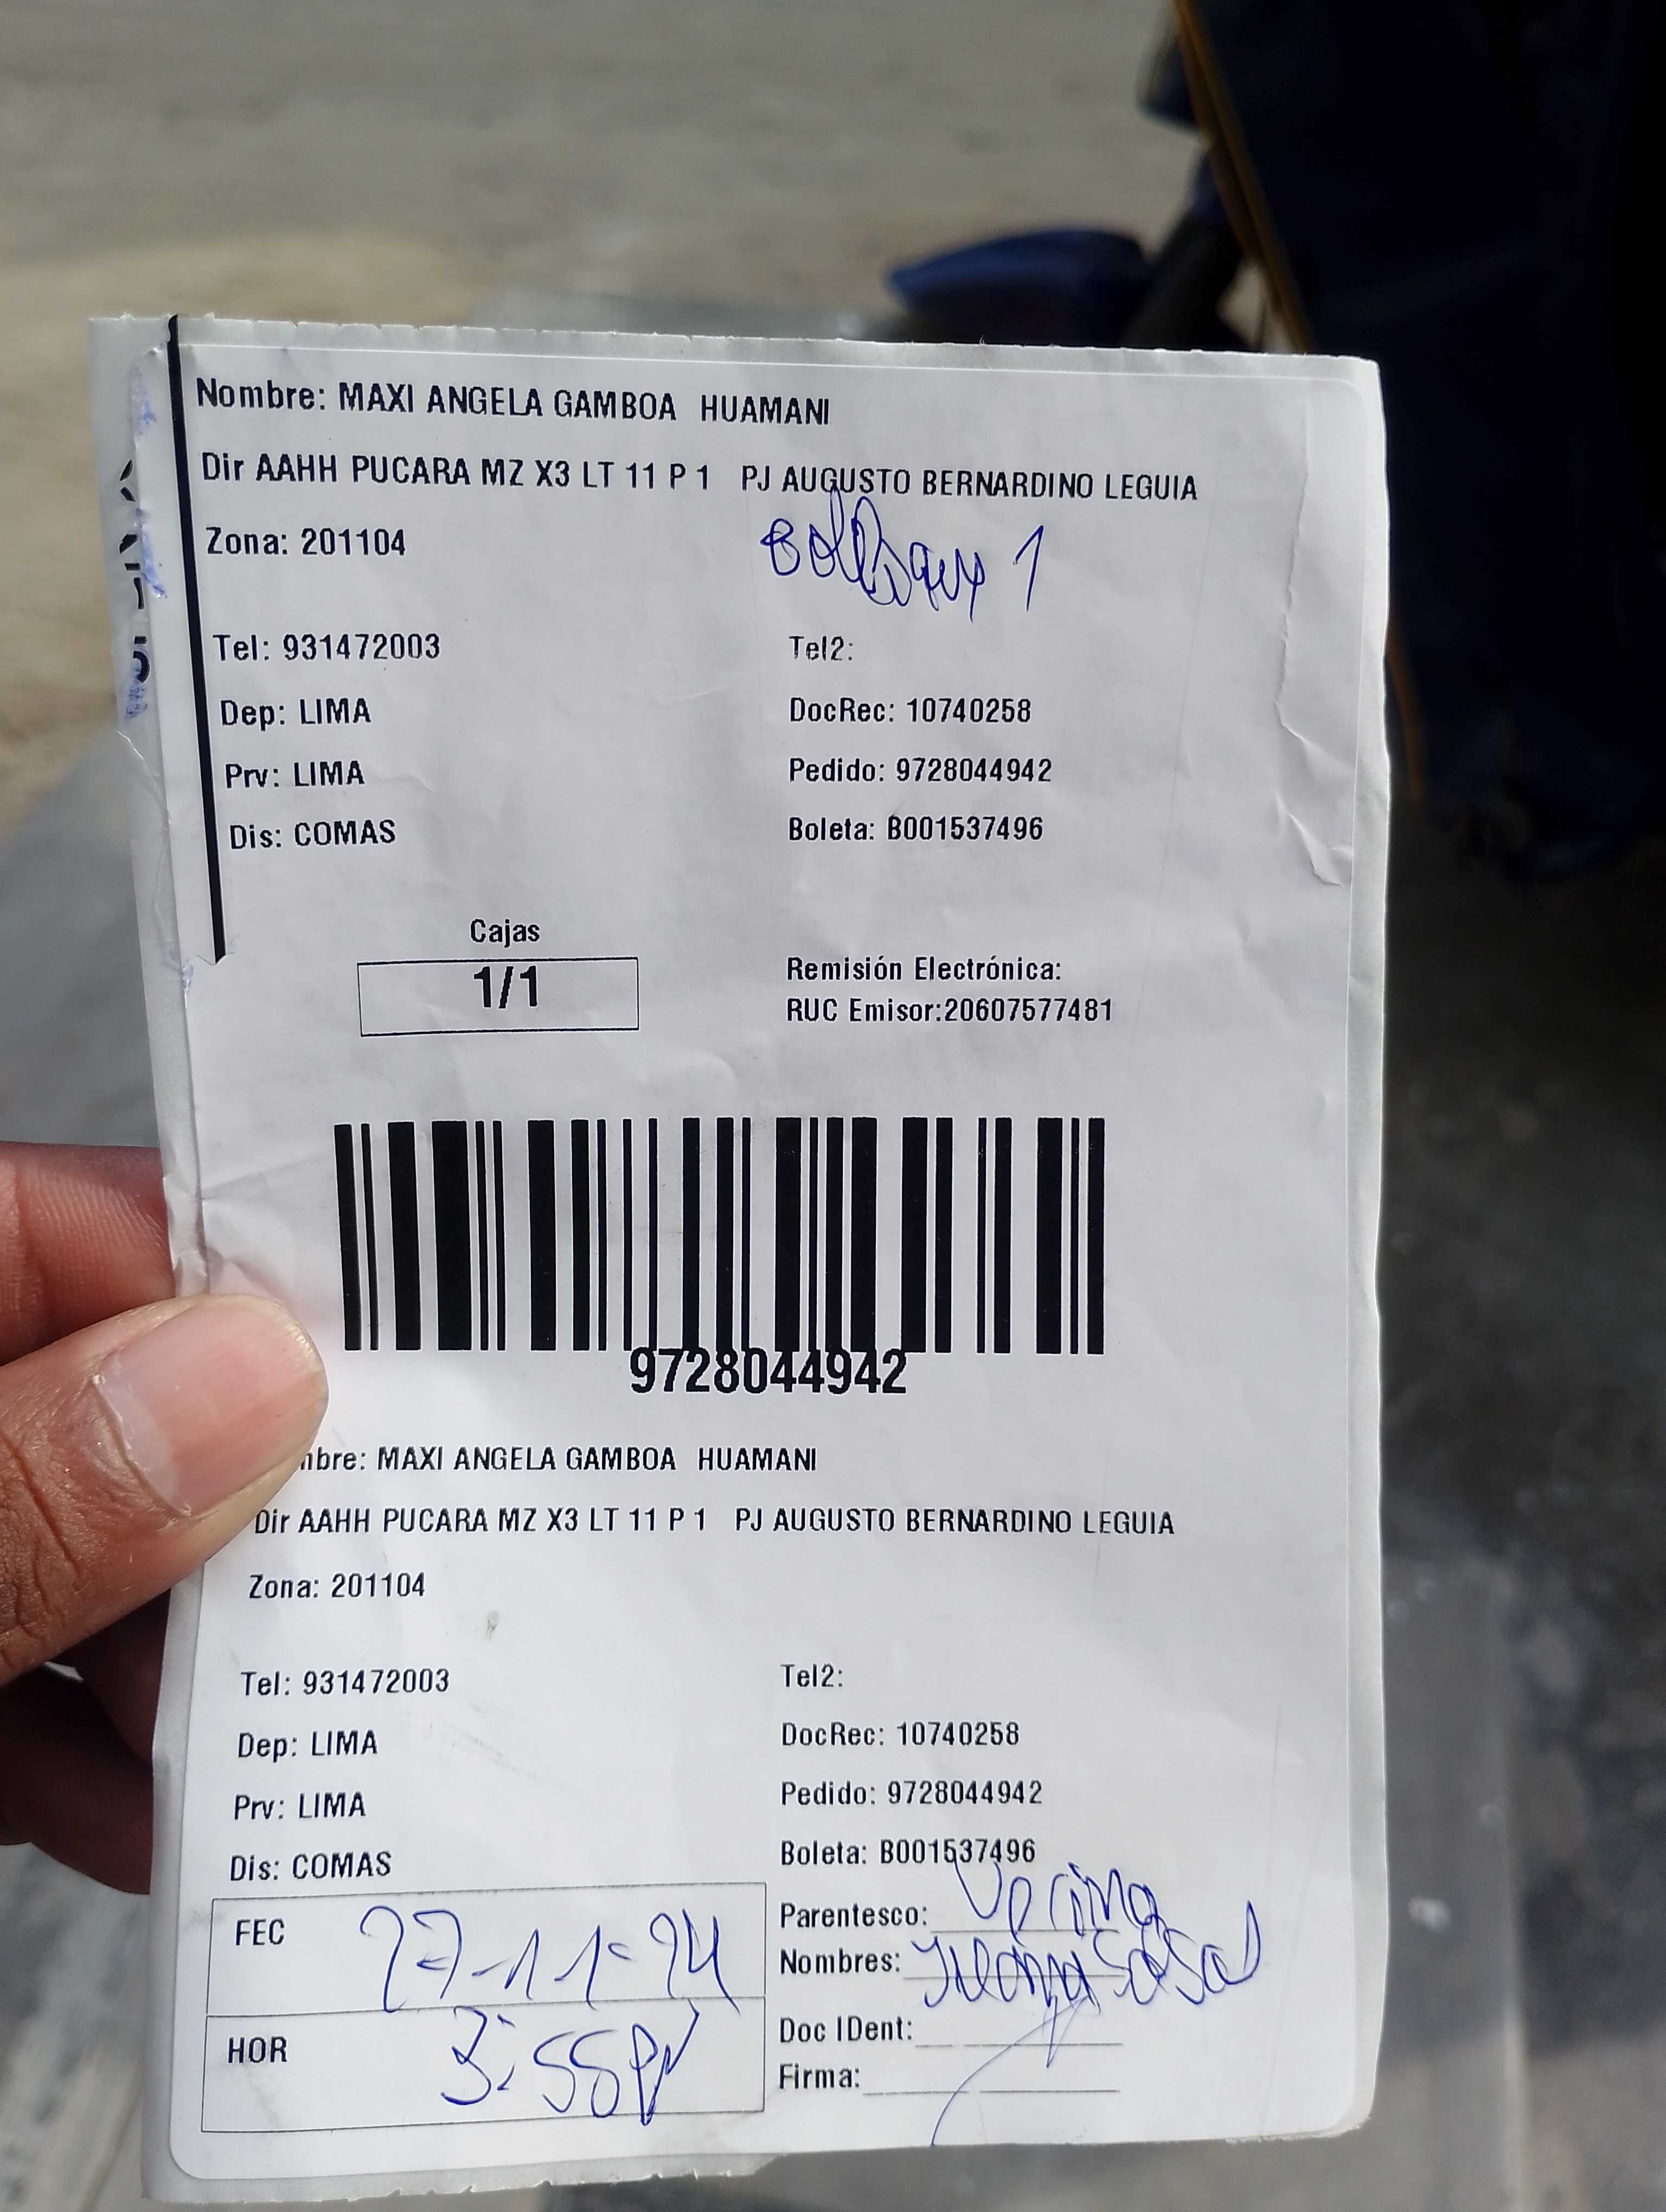 Nombre: MAXI ANGELA GAMBOA HUAMANI
Dir AAHH PUCARA MZ X3 LT 11 P 1 PJ AUGUSTO BERNARDINO LEGUIA
Zona: 201104
1
Tel: 931472003 Tel2:
Dep: LIMA DocRec: 10740258
Prv: LIMA Pedido: 9728044942
Dis: COMAS Boleta: B001537496
Cajas
1/1
Remisión Electrónica:
RUC Emisor:20607577481
9728044942
mbre: MAXI ANGELA GAMBOA HUAMANI
Dir AAHH PUCARA MZ X3 LT 11 P 1 PJ AUGUSTO BERNARDINO LEGUIA
Zona: 201104
Tel: 931472003 Tel2:
Dep: LIMA DocRec: 10740258
Prv: LIMA Pedido: 9728044942
Dis: COMAS Boleta: B001537496
FEC 27-11-24
HOR 3:55
Parentesco:
Nombres:
Doc IDent:
Firma: